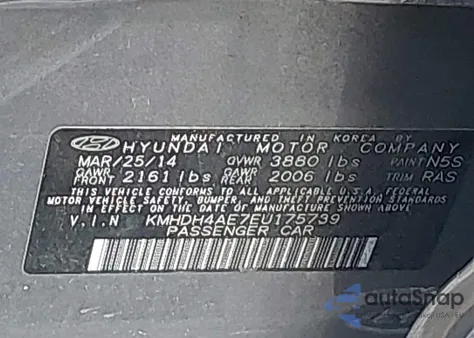 MANUFACTURED IN KOREA BY
HYUNDAI MOTOR COMPANY
MAR/25/14 GVWR 3880 lbs PAINT N5S
GAWR FRONT 2161 lbs GAWR REAR 2006 lbs TRIM RAS
THIS VEHICLE CONFORMS TO ALL APPLICABLE U.S.A. FEDERAL
MOTOR VEHICLE SAFETY, BUMPER, AND THEFT PREVENTION STANDARDS
IN EFFECT ON THE DATE OF MANUFACTURE SHOWN ABOVE
V.I.N KMHDH4AE7EU175739
PASSENGER CAR
autoSnap